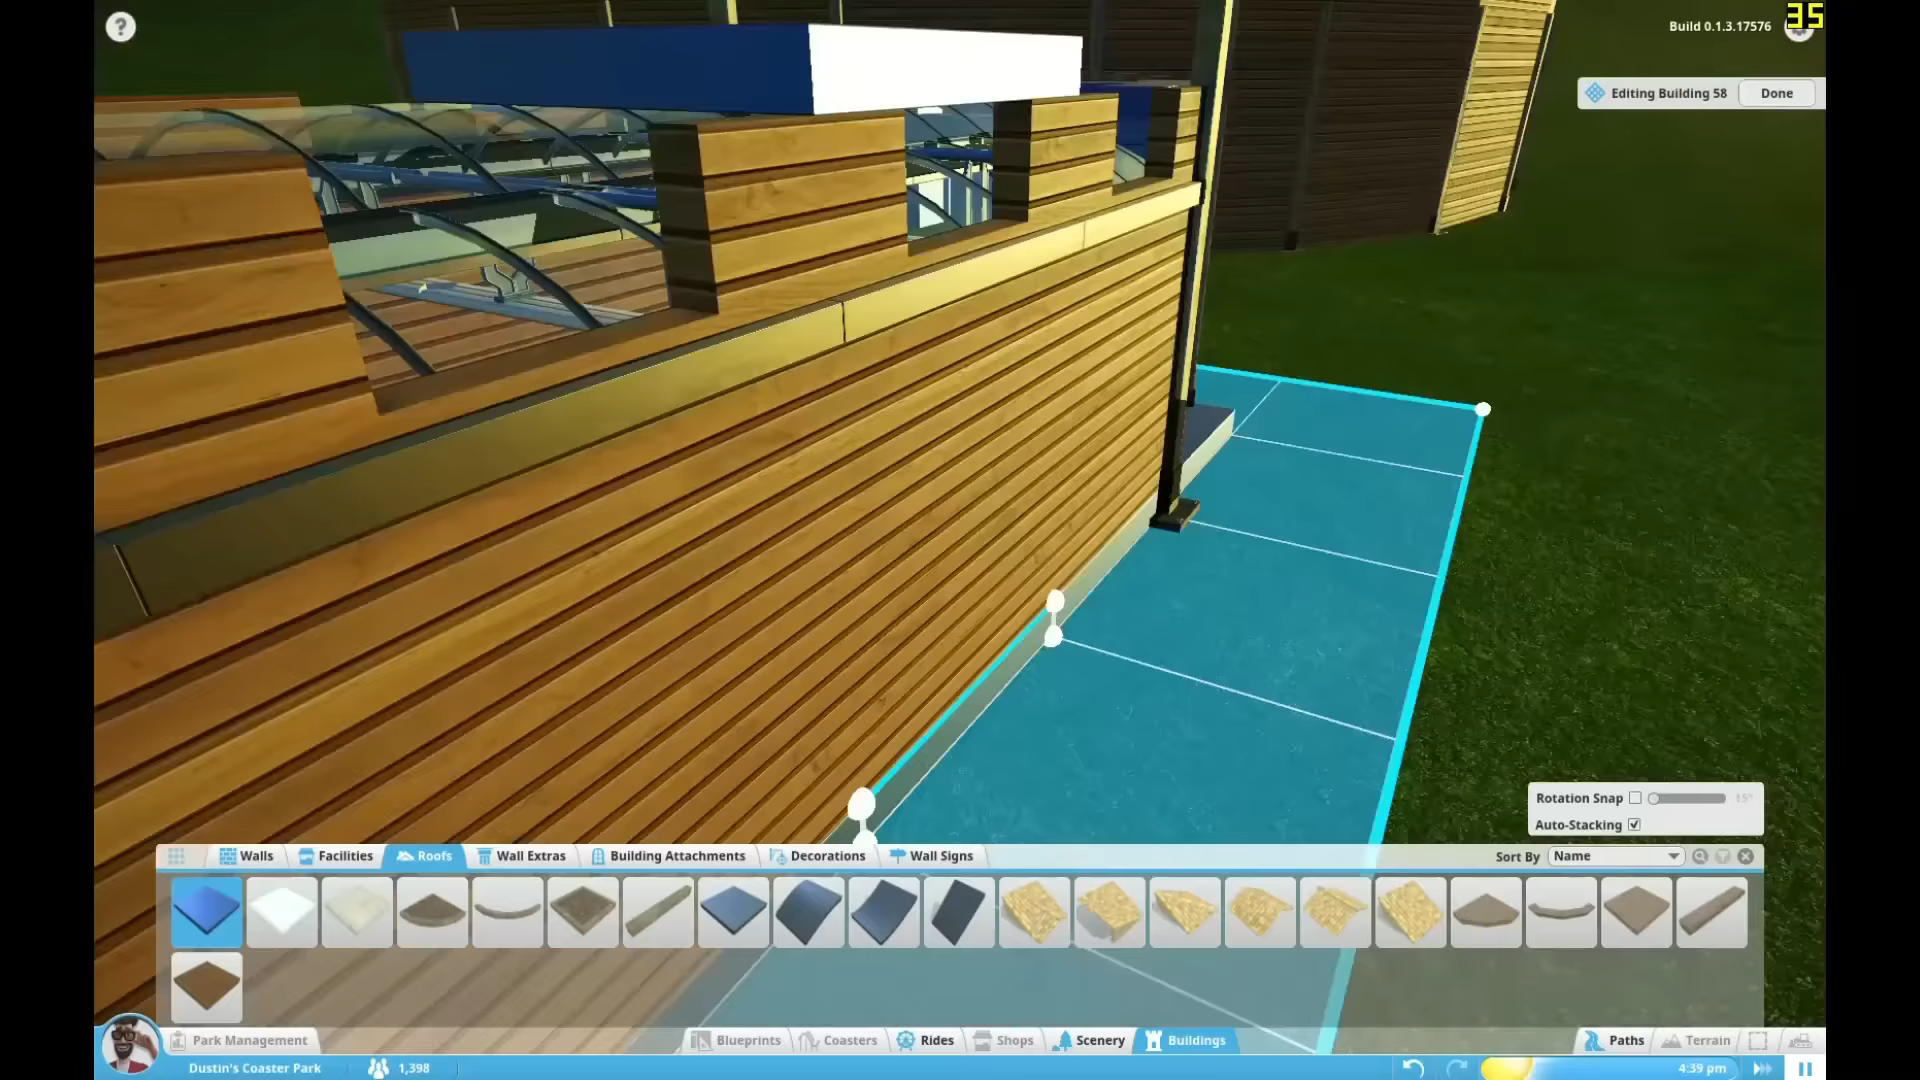 ?
Build 0.1.3.17576
35
Editing Building 58
Done
Rotation Snap
15°
Auto-Stacking
Walls
Facilities
Roofs
Wall Extras
Building Attachments
Decorations
Wall Signs
Sort By
Name
Park Management
Blueprints
Coasters
Rides
Shops
Scenery
Buildings
Paths
Terrain
Dustin's Coaster Park
1,398
4:39 pm